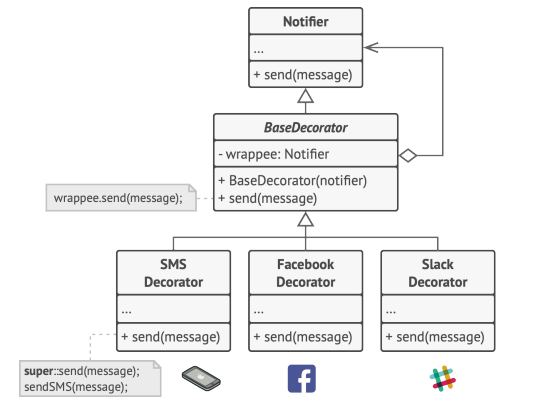 Notifier
...
+ send(message)
BaseDecorator
- wrappee: Notifier
+ BaseDecorator(notifier)
+ send(message)
wrappee.send(message);
SMS
Decorator
...
+ send(message)
Facebook
Decorator
...
+ send(message)
Slack
Decorator
...
+ send(message)
super::send(message);
sendSMS(message);